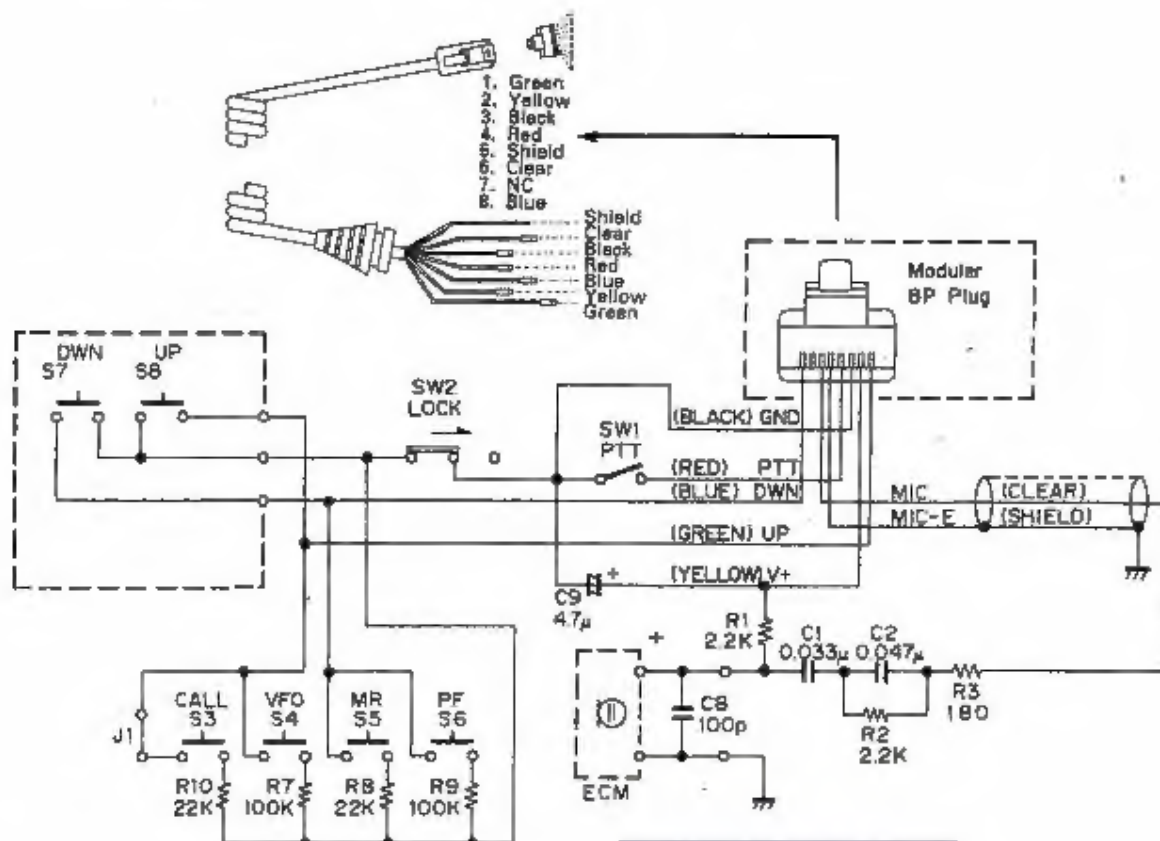 1. Green
2. Yellow
3. Black
4. Red
5. Shield
6. Clear
7. NC
8. Blue
Shield
Clear
Black
Red
Blue
Yellow
Green
Modular
8P Plug
DWN
S7
UP
S8
SW2
LOCK
SW1
PTT
(BLACK) GND
(RED) PTT
(BLUE) DWN
MIC
(CLEAR)
MIC-E
(SHIELD)
(GREEN) UP
(YELLOW) V+
C9
4.7μ
+
R1
2.2K
C1
0.033μ
C2
0.047μ
+
C8
100p
R3
180
R2
2.2K
ECM
J1
CALL
S3
VFO
S4
MR
S5
PF
S6
R10
22K
R7
100K
R8
22K
R9
100K